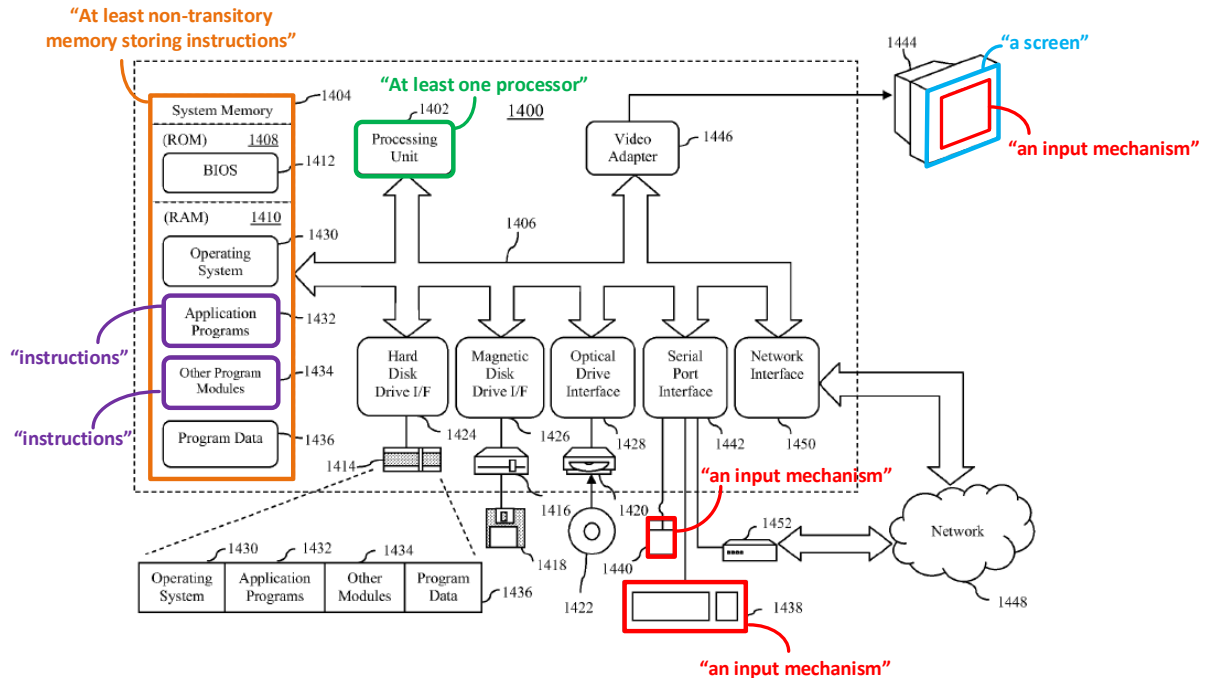 “At least non-transitory
memory storing instructions”
“a screen”
1444
“At least one processor”
System Memory
1404
1402
1400
(ROM) 1408
Processing
Unit
Video
Adapter
1446
“an input mechanism”
BIOS
1412
(RAM) 1410
1430
1406
Operating
System
Application
Programs
1432
“instructions”
Hard
Disk
Drive I/F
Magnetic
Disk
Drive I/F
Optical
Drive
Interface
Serial
Port
Interface
Network
Interface
Other Program
Modules
1434
“instructions”
1424
1426
1428
1442
1450
Program Data
1436
1414
“an input mechanism”
1416
1420
1452
Network
1430
1432
1434
1418
1440
Operating
System
Application
Programs
Other
Modules
Program
Data
1436
1422
1438
1448
“an input mechanism”